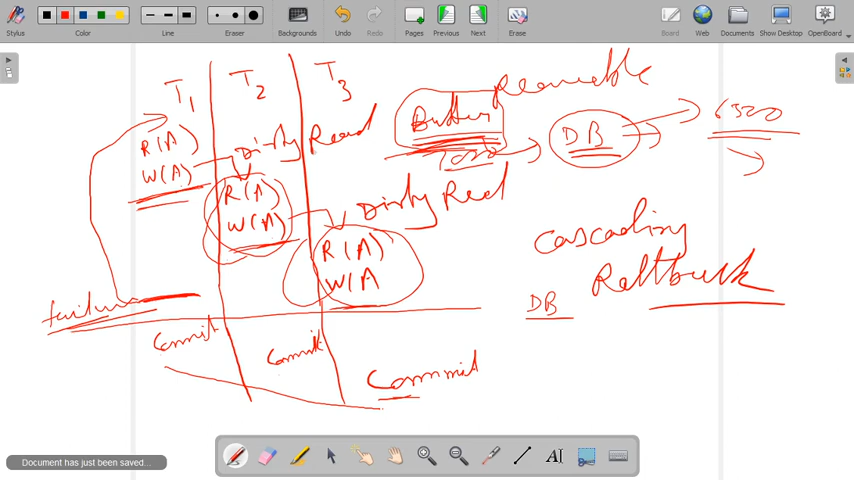 Stylus
Color
Line
Eraser
Backgrounds
Undo
Redo
Pages
Previous
Next
Erase
Board
Web
Documents
Show Desktop
OpenBoard
T1 T2 T3
R(A)
W(A)
Dirty Read
Buffer
1000
DB
6300
R(A)
W(A)
Dirty Read
R(A)
W(A
Cascading
Rollback
DB
failure
Commit
Commit
Commit
Document has just been saved...